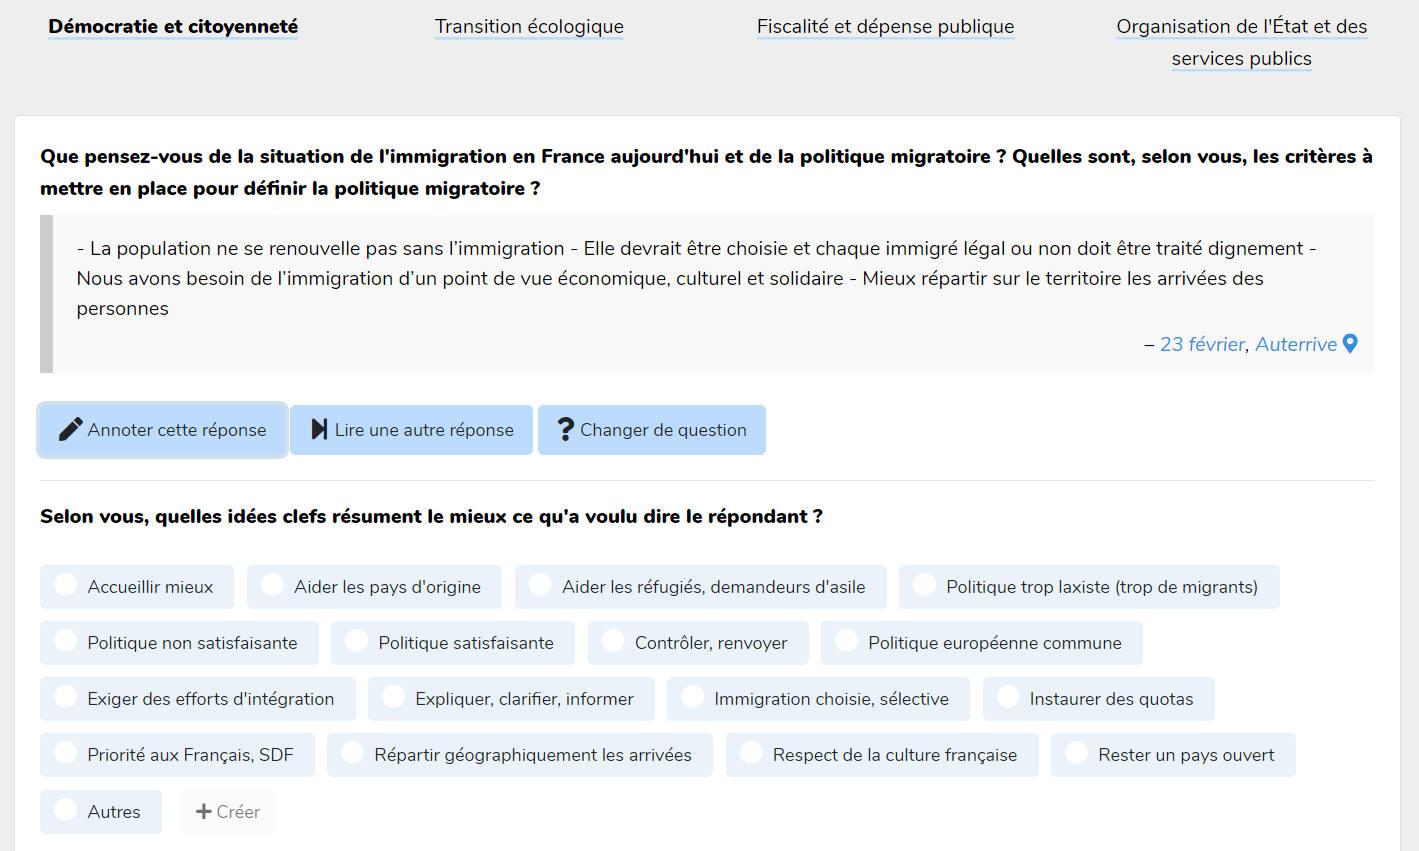 Démocratie et citoyenneté
Transition écologique
Fiscalité et dépense publique
Organisation de l'État et des
services publics
Que pensez-vous de la situation de l'immigration en France aujourd'hui et de la politique migratoire ? Quelles sont, selon vous, les critères à
mettre en place pour définir la politique migratoire ?
- La population ne se renouvelle pas sans l’immigration - Elle devrait être choisie et chaque immigré légal ou non doit être traité dignement -
Nous avons besoin de l’immigration d’un point de vue économique, culturel et solidaire - Mieux répartir sur le territoire les arrivées des
personnes
– 23 février, Auterrive
Annoter cette réponse
Lire une autre réponse
Changer de question
Selon vous, quelles idées clefs résument le mieux ce qu'a voulu dire le répondant ?
Accueillir mieux
Aider les pays d'origine
Aider les réfugiés, demandeurs d'asile
Politique trop laxiste (trop de migrants)
Politique non satisfaisante
Politique satisfaisante
Contrôler, renvoyer
Politique européenne commune
Exiger des efforts d'intégration
Expliquer, clarifier, informer
Immigration choisie, sélective
Instaurer des quotas
Priorité aux Français, SDF
Répartir géographiquement les arrivées
Respect de la culture française
Rester un pays ouvert
Autres
Créer